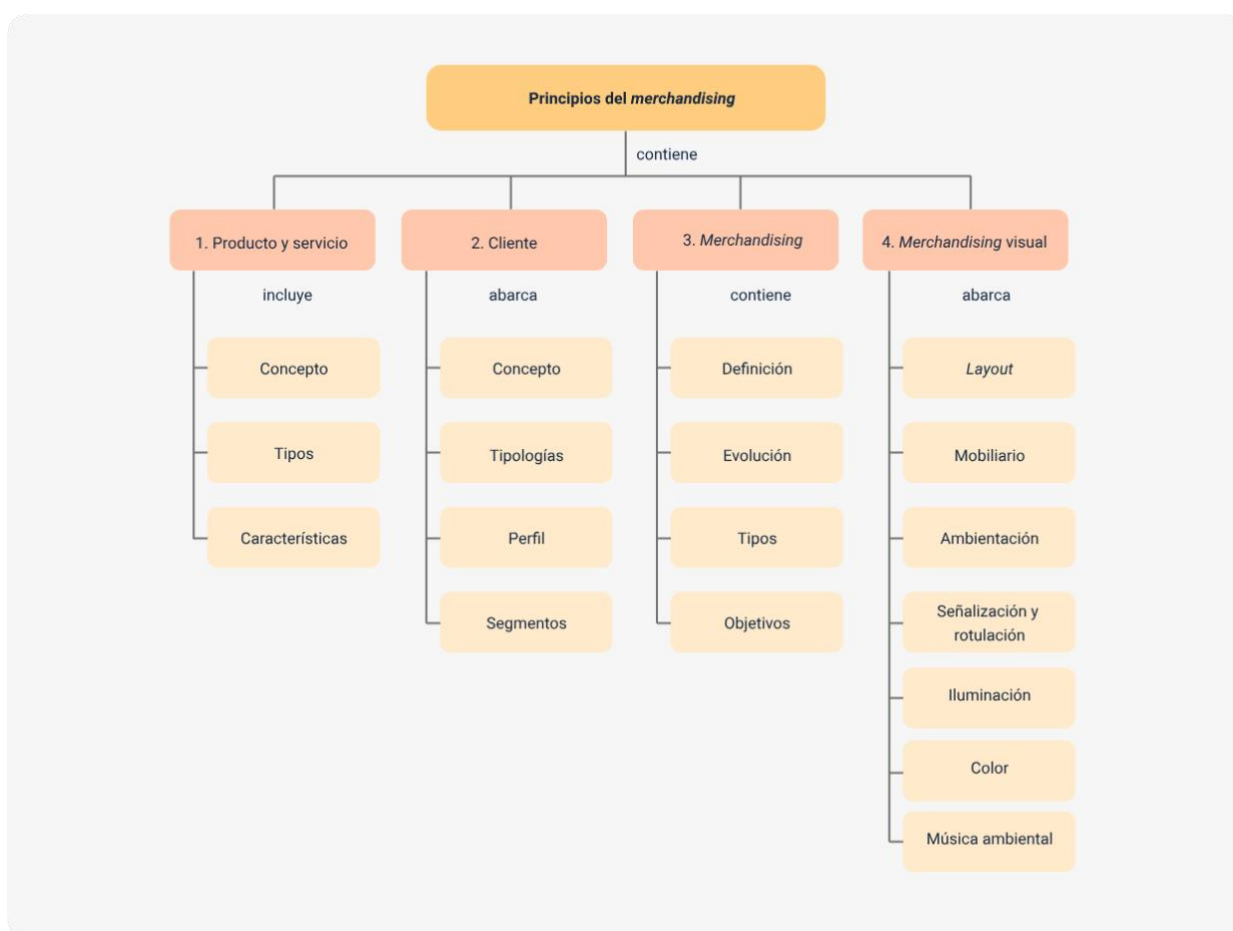 Principios del merchandising
contiene
1. Producto y servicio
incluye
Concepto
Tipos
Características
2. Cliente
abarca
Concepto
Tipologías
Perfil
Segmentos
3. Merchandising
contiene
Definición
Evolución
Tipos
Objetivos
4. Merchandising visual
abarca
Layout
Mobiliario
Ambientación
Señalización y
rotulación
Iluminación
Color
Música ambiental